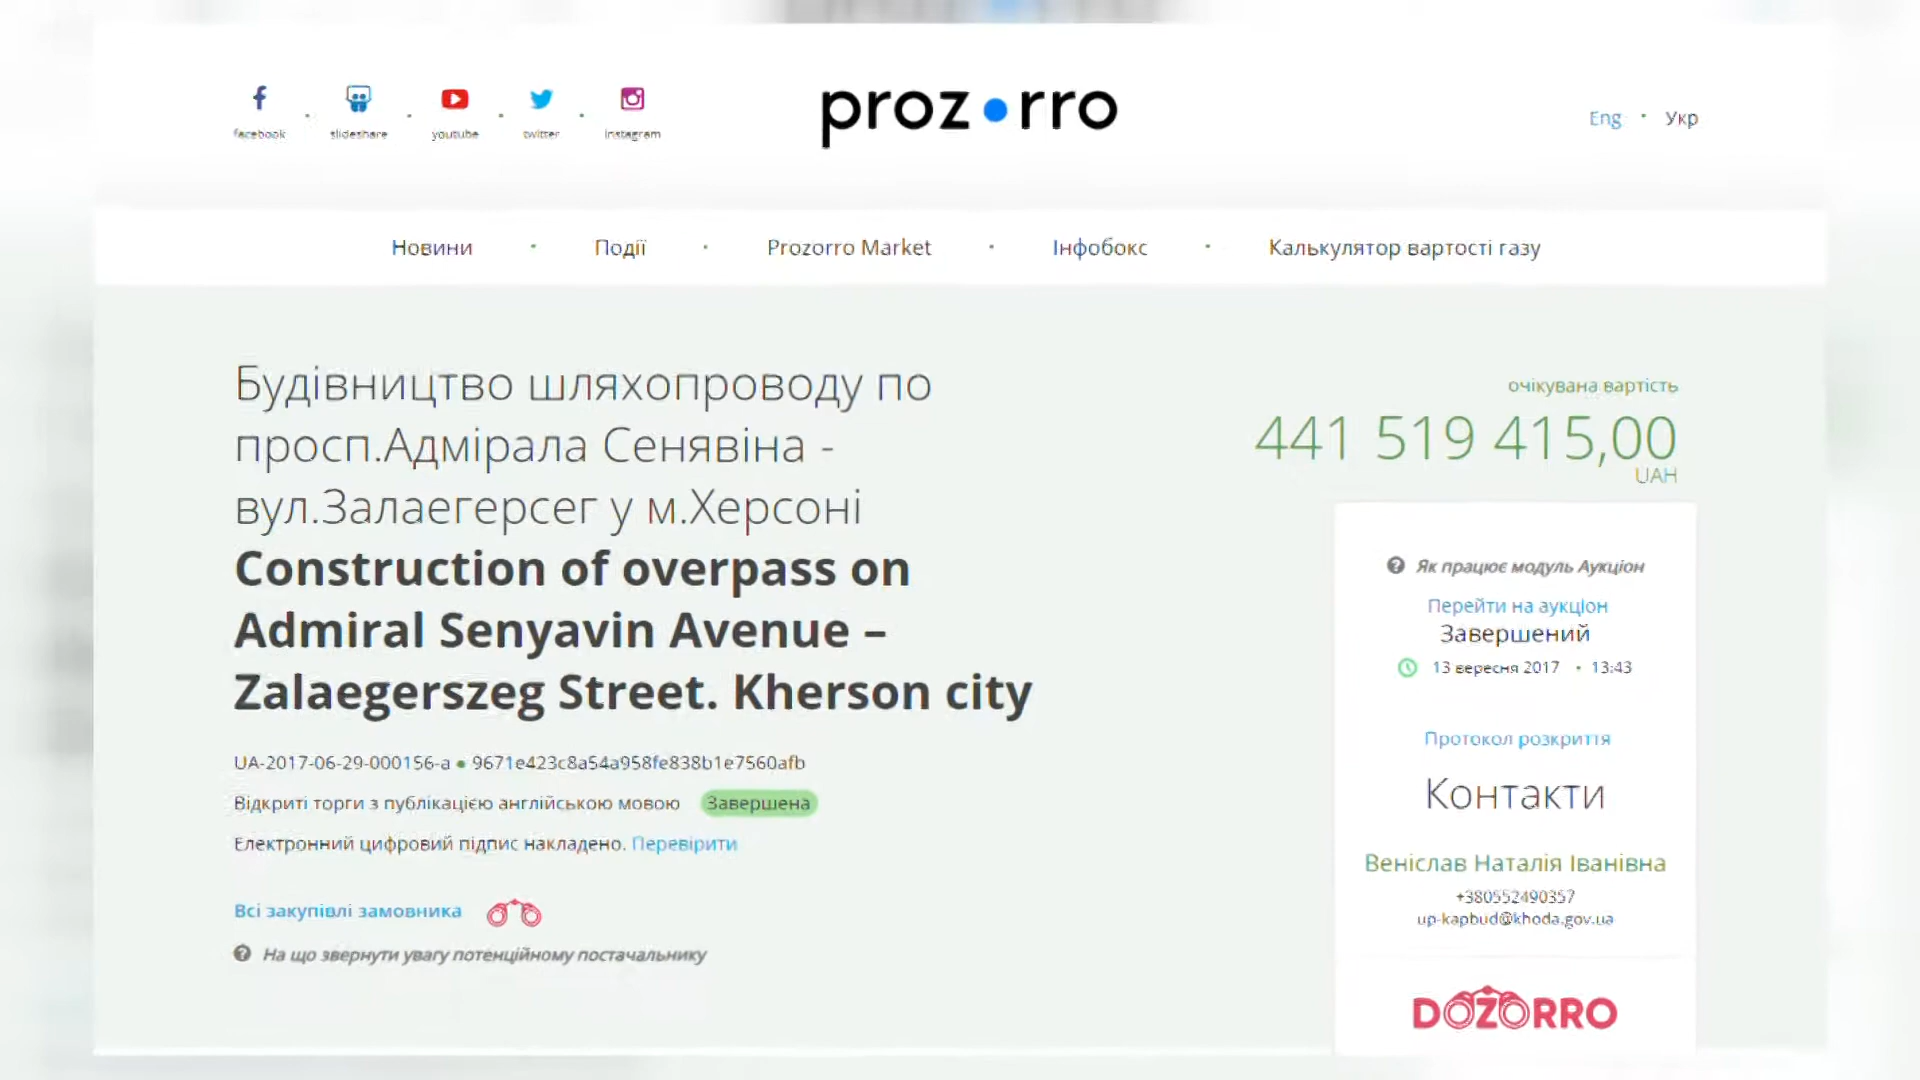 prozorro
facebook
slideshare
youtube
twitter
instagram
Eng · Укр
Новини · Події · Prozorro Market · Інфобокс · Калькулятор вартості газу
Будівництво шляхопроводу по
просп.Адмірала Сенявіна -
вул.Залаегерсег у м.Херсоні
Construction of overpass on
Admiral Senyavin Avenue –
Zalaegerszeg Street. Kherson city
UA-2017-06-29-000156-a ● 9671e423c8a54a958fe838b1e7560afb
Відкриті торги з публікацією англійською мовою Завершена
Електронний цифровий підпис накладено. Перевірити
Всі закупівлі замовника
На що звернути увагу потенційному постачальнику
очікувана вартість
441 519 415,00
UAH
Як працює модуль Аукціон
Перейти на аукціон
Завершений
13 вересня 2017 • 13:43
Протокол розкриття
Контакти
Веніслав Наталія Іванівна
+380552490357
up-kapbud@khoda.gov.ua
DOZORRO